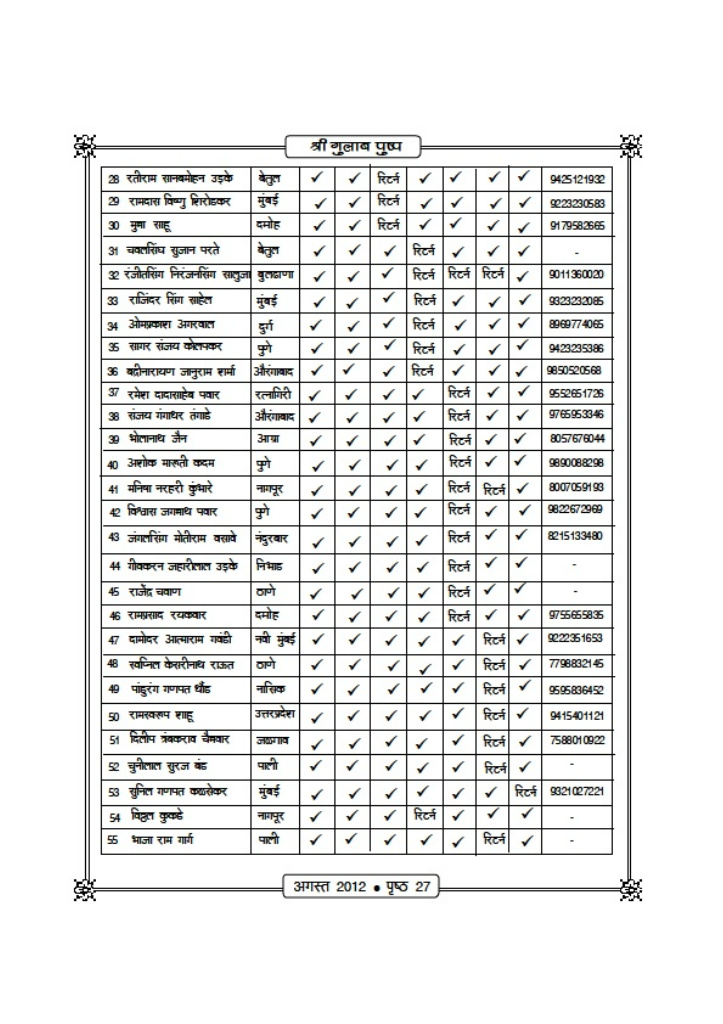 श्री गुलाब पुष्प
28 रतीराम सानबमोहन उइके बेतुल ✓ ✓ रिटर्न ✓ ✓ ✓ ✓ 9425121932
29 रामदास विष्णु शिरोडकर मुंबई ✓ ✓ रिटर्न ✓ ✓ ✓ ✓ 9223230583
30 मुन्ना साहू दमोह ✓ ✓ रिटर्न ✓ ✓ ✓ ✓ 9179582665
31 चवलसिंघ सुजान परते बेतुल ✓ ✓ ✓ रिटर्न ✓ ✓ ✓ -
32 रंजीतसिंग निरंजनसिंग सालुजा बुलढाणा ✓ ✓ ✓ रिटर्न रिटर्न रिटर्न ✓ 9011360020
33 राजिंदर सिंग साहेल मुंबई ✓ ✓ ✓ रिटर्न ✓ ✓ ✓ 9323232085
34 ओमप्रकाश अगरवाल दुर्ग ✓ ✓ ✓ रिटर्न ✓ ✓ ✓ 8969774065
35 सागर संजय कोलपकर पुणे ✓ ✓ ✓ रिटर्न ✓ ✓ ✓ 9423235386
36 बद्रीनारायण जानुराम शर्मा औरंगाबाद ✓ ✓ ✓ रिटर्न ✓ ✓ ✓ 9850520568
37 रमेश दादासाहेब पवार रत्नागिरी ✓ ✓ ✓ ✓ रिटर्न ✓ ✓ 9552651726
38 संजय गंगाधर तंगाडे औरंगाबाद ✓ ✓ ✓ ✓ रिटर्न ✓ ✓ 9765953346
39 भोलानाथ जैन आग्रा ✓ ✓ ✓ ✓ रिटर्न ✓ ✓ 8057676044
40 अशोक मारुती कदम पुणे ✓ ✓ ✓ ✓ रिटर्न ✓ ✓ 9890088298
41 मनिषा नरहरी कुंभारे नागपूर ✓ ✓ ✓ ✓ रिटर्न रिटर्न ✓ 8007059193
42 विश्वास जगन्नाथ पवार पुणे ✓ ✓ ✓ ✓ रिटर्न ✓ ✓ 9822672969
43 जंगलसिंग मोतीराम वसावे नंदुरबार ✓ ✓ ✓ ✓ रिटर्न ✓ ✓ 8215133480
44 गीवकरन जहारीलाल उइके निभाड ✓ ✓ ✓ ✓ रिटर्न ✓ ✓ -
45 राजेंद्र चवाण ठाणे ✓ ✓ ✓ ✓ रिटर्न ✓ ✓ -
46 रामप्रसाद रयकवार दमोह ✓ ✓ ✓ ✓ रिटर्न ✓ ✓ 9755655835
47 दामोदर आत्माराम गवंडी नवी मुंबई ✓ ✓ ✓ ✓ ✓ रिटर्न ✓ 9222351653
48 स्वप्निल केसरीनाथ राऊत ठाणे ✓ ✓ ✓ ✓ ✓ रिटर्न ✓ 7798832145
49 पांडुरंग गणपत धोंड नासिक ✓ ✓ ✓ ✓ ✓ रिटर्न ✓ 9595836452
50 रामस्वरुप शाहू उत्तरप्रदेश ✓ ✓ ✓ ✓ ✓ रिटर्न ✓ 9415401121
51 दिलीप त्रंबकराव चैमवार जळगाव ✓ ✓ ✓ ✓ ✓ रिटर्न ✓ 7588010922
52 चुनीलाल सुरज बंड पाली ✓ ✓ ✓ ✓ ✓ रिटर्न ✓ -
53 सुनिल गणपत कळसेकर मुंबई ✓ ✓ ✓ ✓ ✓ ✓ रिटर्न 9321027221
54 विठ्ठल कुकडे नागपूर ✓ ✓ ✓ रिटर्न ✓ ✓ ✓ -
55 भाजा राम गार्ग पाली ✓ ✓ ✓ ✓ ✓ रिटर्न ✓ -
अगस्त 2012 ● पृष्ठ 27